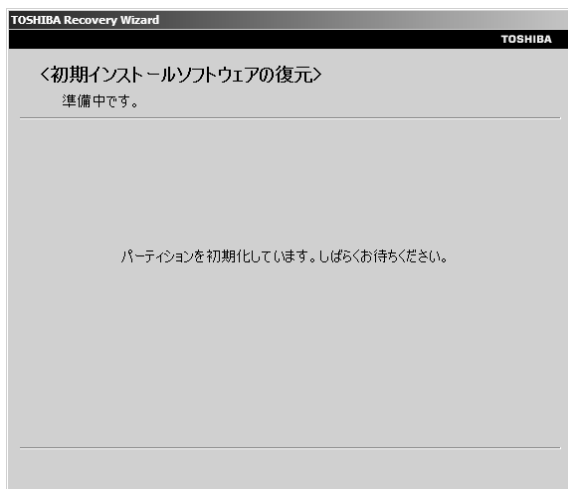 TOSHIBA Recovery Wizard
TOSHIBA
<初期インストールソフトウェアの復元>
準備中です。
パーティションを初期化しています。しばらくお待ちください。